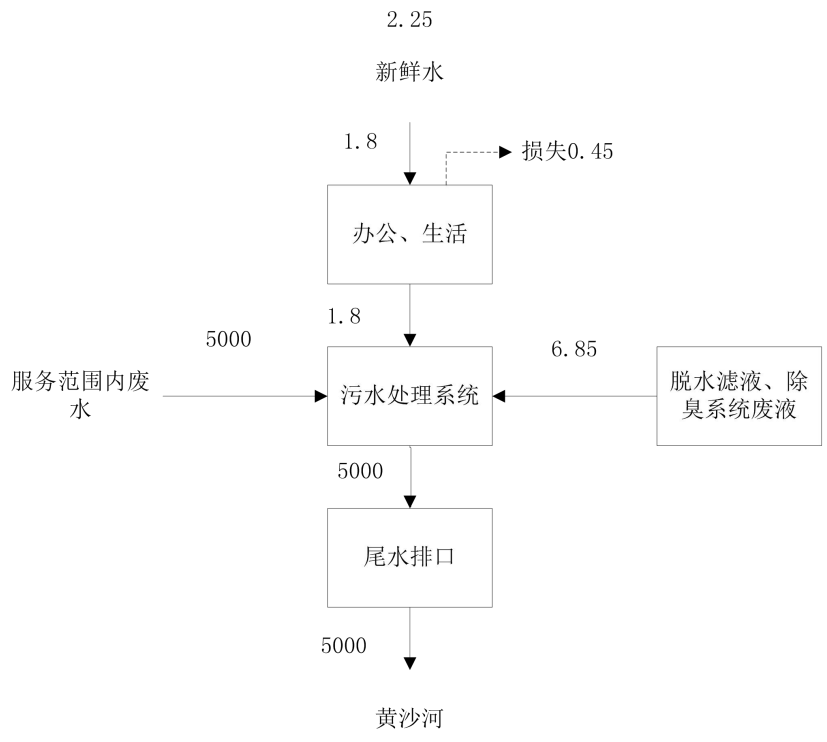 2.25
新鲜水
1.8
损失0.45
办公、生活
1.8
5000
6.85
服务范围内废
水
污水处理系统
脱水滤液、除
臭系统废液
5000
尾水排口
5000
黄沙河